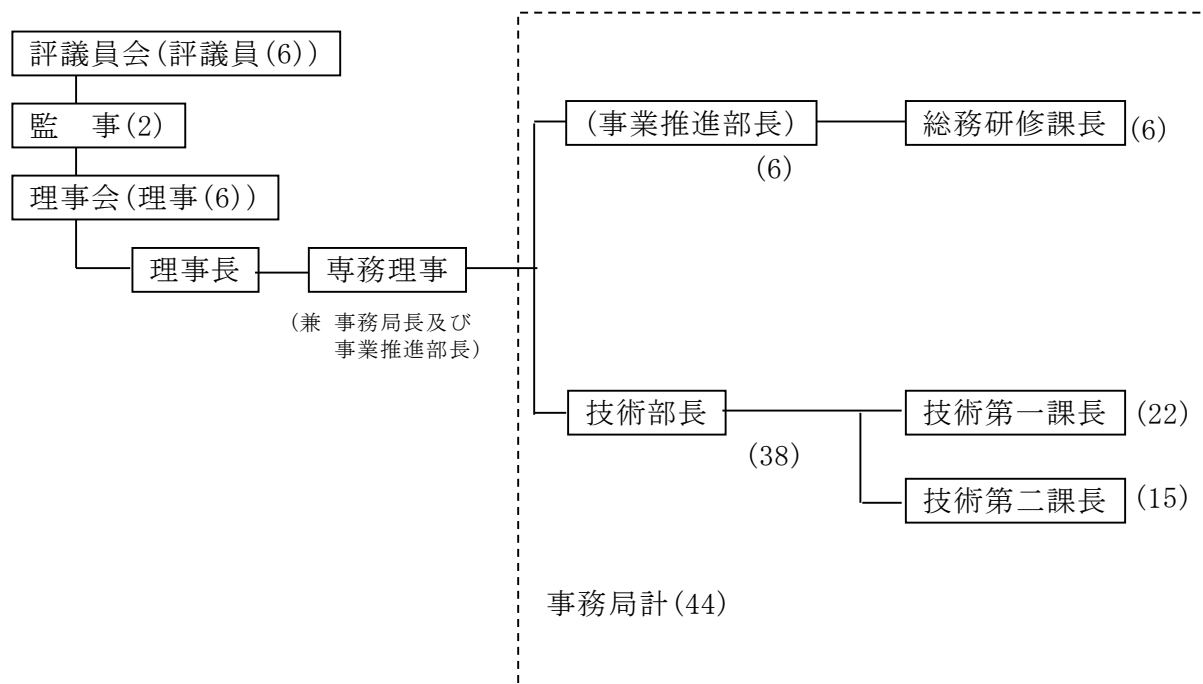 評議員会(評議員(6))
監　事(2)
理事会(理事(6))
理事長
専務理事
(兼 事務局長及び
事業推進部長)
(事業推進部長)
(6)
総務研修課長
(6)
技術部長
(38)
技術第一課長
(22)
技術第二課長
(15)
事務局計(44)